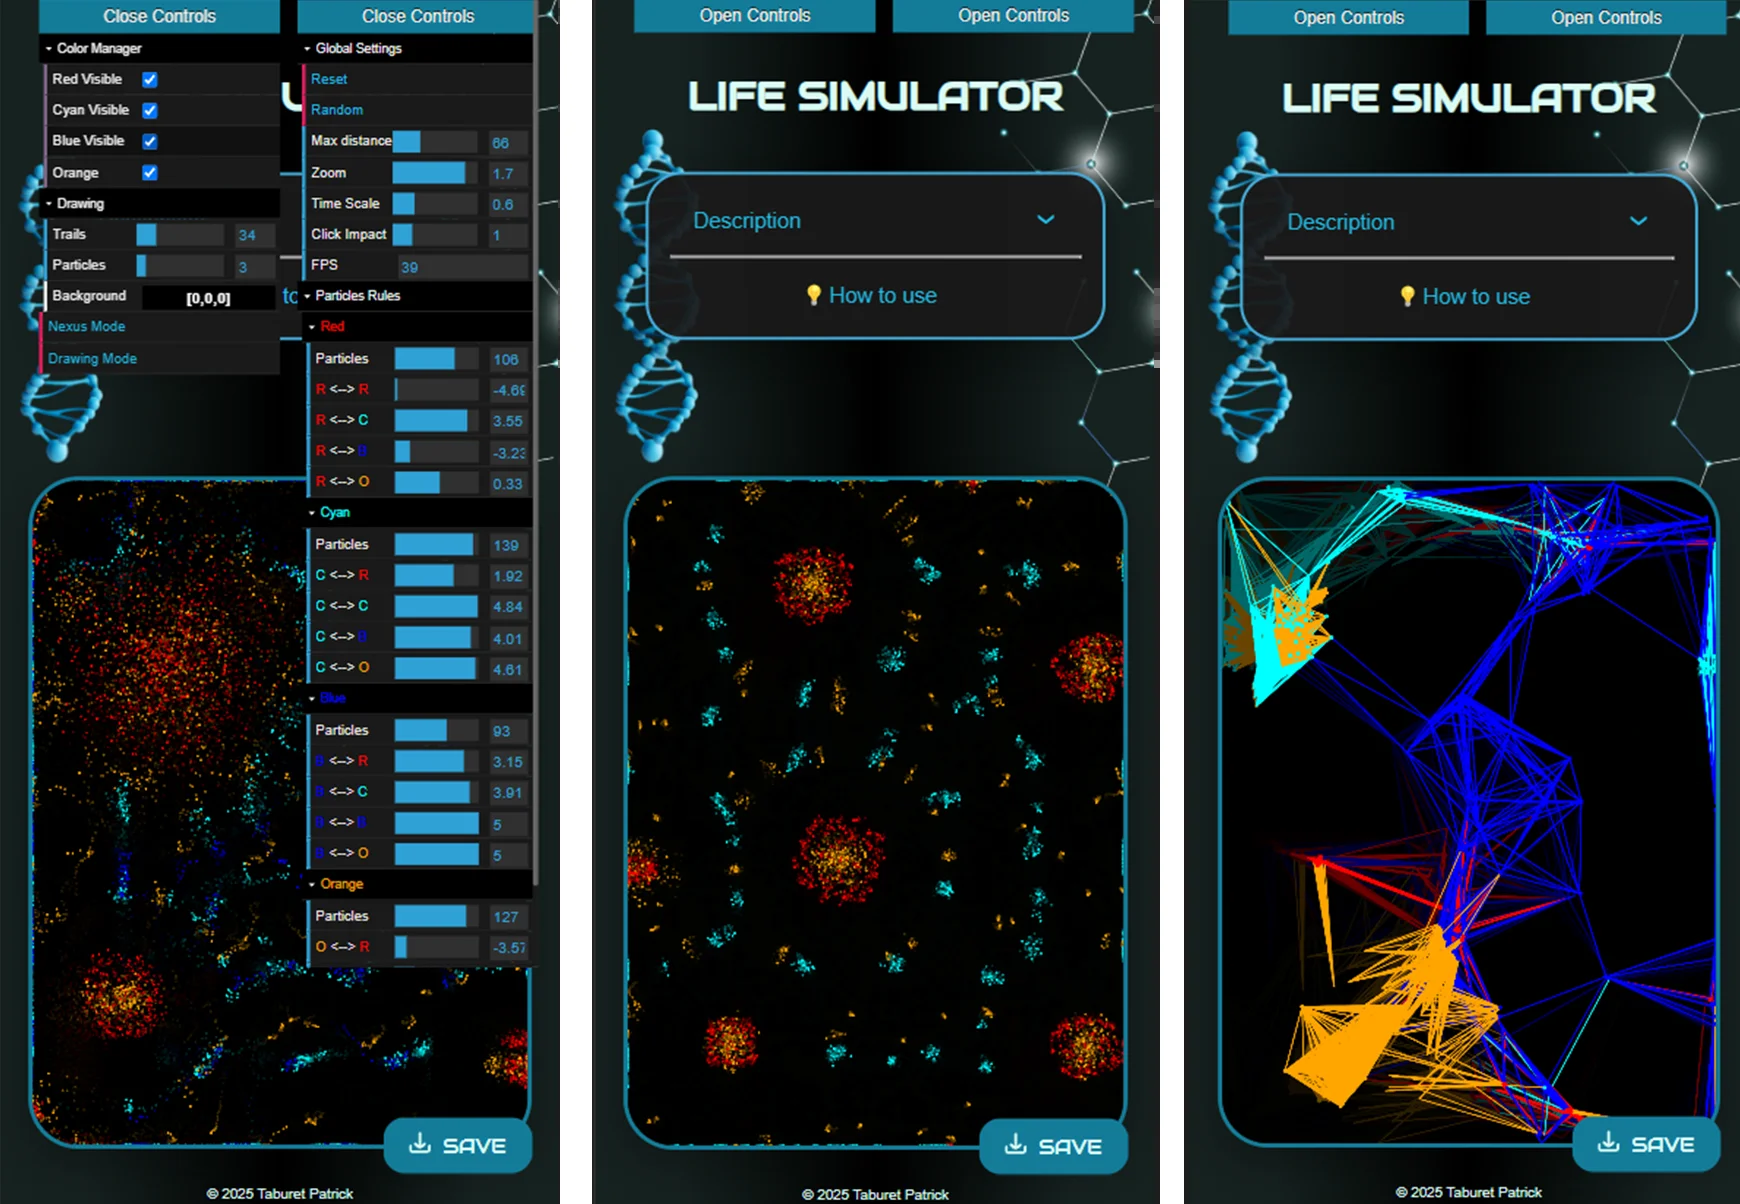 Close Controls
Color Manager
Red Visible
Cyan Visible
Blue Visible
Orange
Drawing
Trails 34
Particles 3
Background [0,0,0]
Nexus Mode
Drawing Mode
Close Controls
Global Settings
Reset
Random
Max distance 66
Zoom 1.7
Time Scale 0.6
Click Impact 1
FPS 39
Particles Rules
Red
Particles 106
R <--> R -4.69
R <--> C 3.55
R <--> B -3.23
R <--> O 0.33
Cyan
Particles 139
C <--> R 1.92
C <--> C 4.84
C <--> B 4.01
C <--> O 4.61
Blue
Particles 93
B <--> R 3.15
B <--> C 3.91
B <--> B 5
B <--> O 5
Orange
Particles 127
O <--> R -3.57
U
to
SAVE
© 2025 Taburet Patrick
Open Controls
Open Controls
LIFE SIMULATOR
Description
💡 How to use
SAVE
© 2025 Taburet Patrick
Open Controls
Open Controls
LIFE SIMULATOR
Description
💡 How to use
SAVE
© 2025 Taburet Patrick